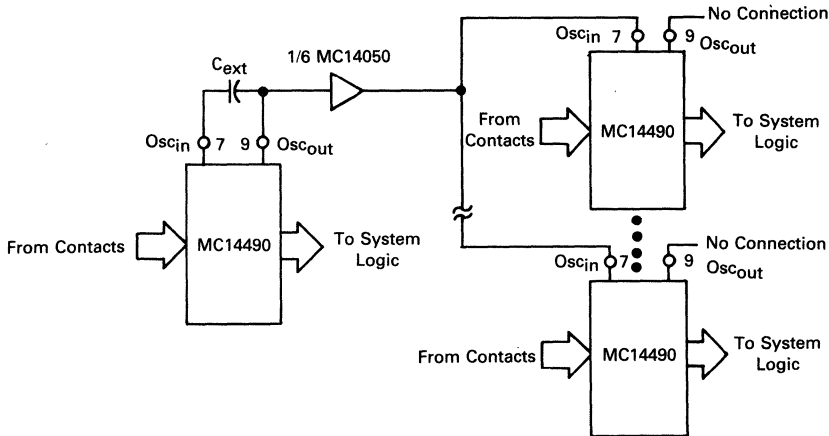 No Connection
Oscin 7
9 Oscout
1/6 MC14050
Cext
From
Contacts
MC14490
To System
Logic
Oscin 7
9 Oscout
From Contacts
MC14490
To System
Logic
No Connection
Oscin 7
9
Oscout
From Contacts
MC14490
To System
Logic